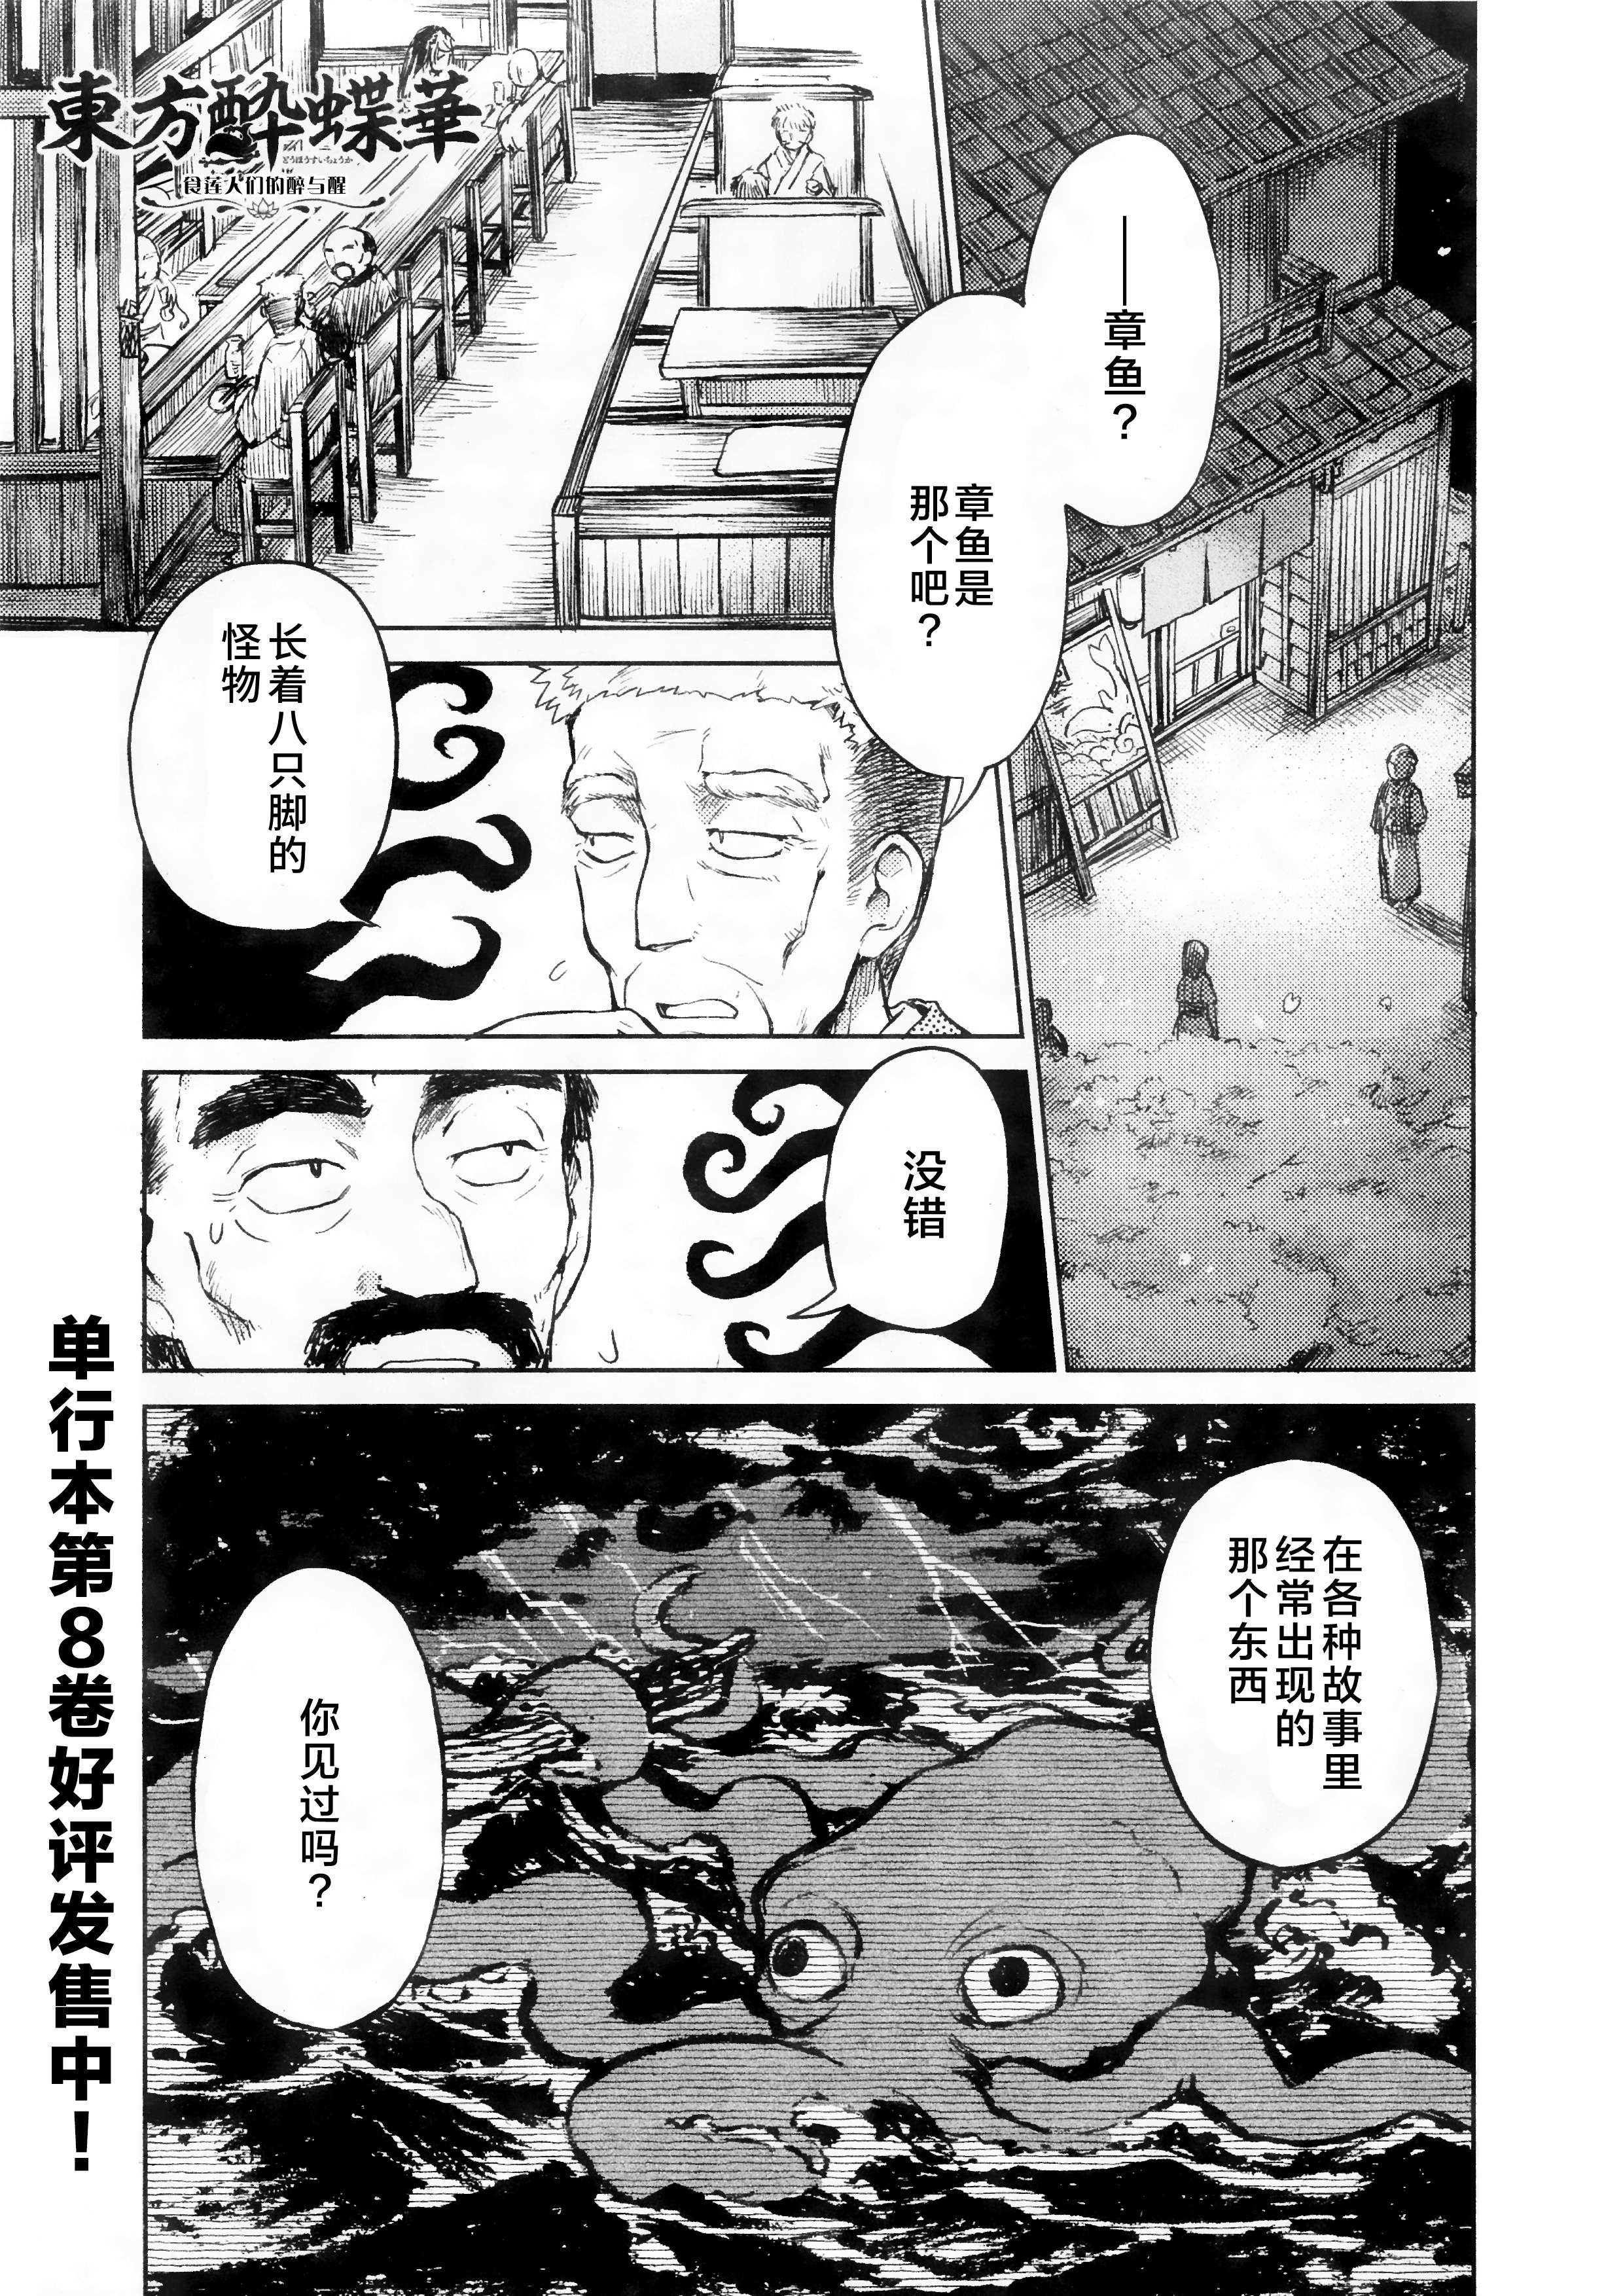 東方酔蝶華
どうほうすいちょうか
食莲人们的醉与醒
——章鱼？
章鱼是
那个吧？
长着八只脚的
怪物
没错
在各种故事里
经常出现的
那个东西
你见过吗？
单行本第8卷好评发售中！